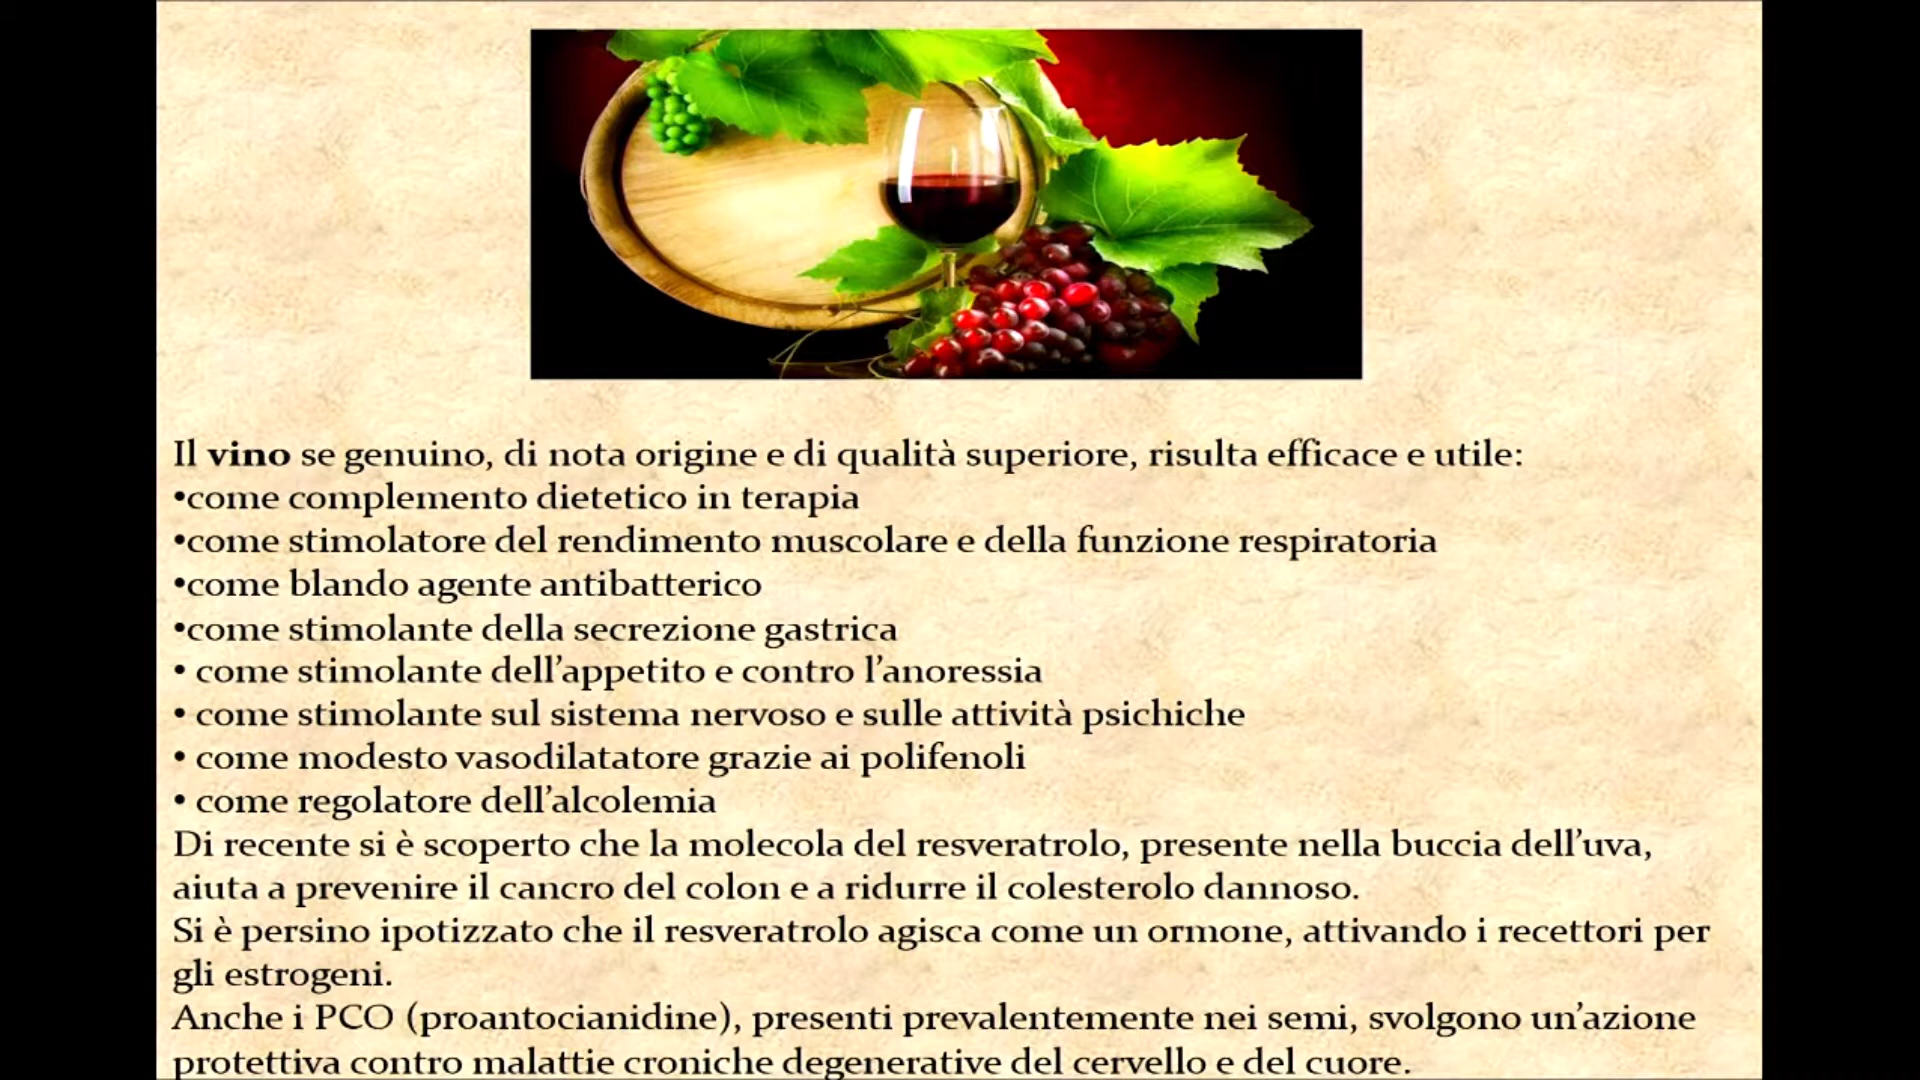 Il vino se genuino, di nota origine e di qualità superiore, risulta efficace e utile:
•come complemento dietetico in terapia
•come stimolatore del rendimento muscolare e della funzione respiratoria
•come blando agente antibatterico
•come stimolante della secrezione gastrica
• come stimolante dell’appetito e contro l’anoressia
• come stimolante sul sistema nervoso e sulle attività psichiche
• come modesto vasodilatatore grazie ai polifenoli
• come regolatore dell’alcolemia
Di recente si è scoperto che la molecola del resveratrolo, presente nella buccia dell’uva,
aiuta a prevenire il cancro del colon e a ridurre il colesterolo dannoso.
Si è persino ipotizzato che il resveratrolo agisca come un ormone, attivando i recettori per
gli estrogeni.
Anche i PCO (proantocianidine), presenti prevalentemente nei semi, svolgono un’azione
protettiva contro malattie croniche degenerative del cervello e del cuore.